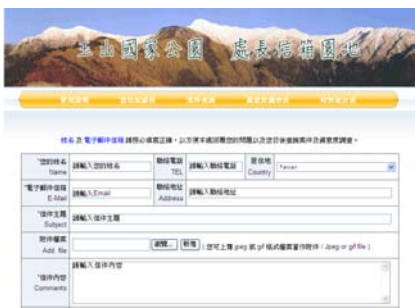 玉山國家公園 處長信箱園地
姓名 及 電子郵件信箱 請務必填寫正確，以方便本處回覆您的問題以及您日後查詢案件及滿意度調查。
*您的姓名 Name 請輸入您的姓名 聯絡電話 TEL 請輸入聯絡電話 居住地 Country Taiwan
*電子郵件信箱 E-Mail 請輸入Email 聯絡地址 Address 請輸入聯絡地址
*信件主題 Subject 請輸入信件主題
附件檔案 Add. file 瀏覽... 新增 (您可上傳 jpeg 或 gif 格式檔案當作附件 / Jpeg or gif file)
*信件內容 Comments 請輸入信件內容